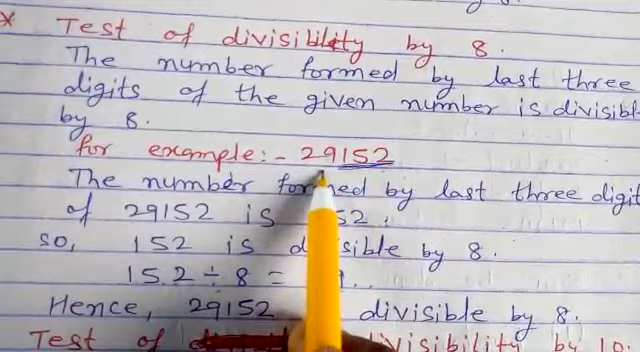 * Test of divisibility by 8.
The number formed by last three
digits of the given number is divisibl
by 8.
for example:- 29152
The number formed by last three digit
of 29152 is 52.
so, 152 is divisible by 8.
152 ÷ 8 =
Hence, 29152 divisible by 8.
Test of divisibility by 10.